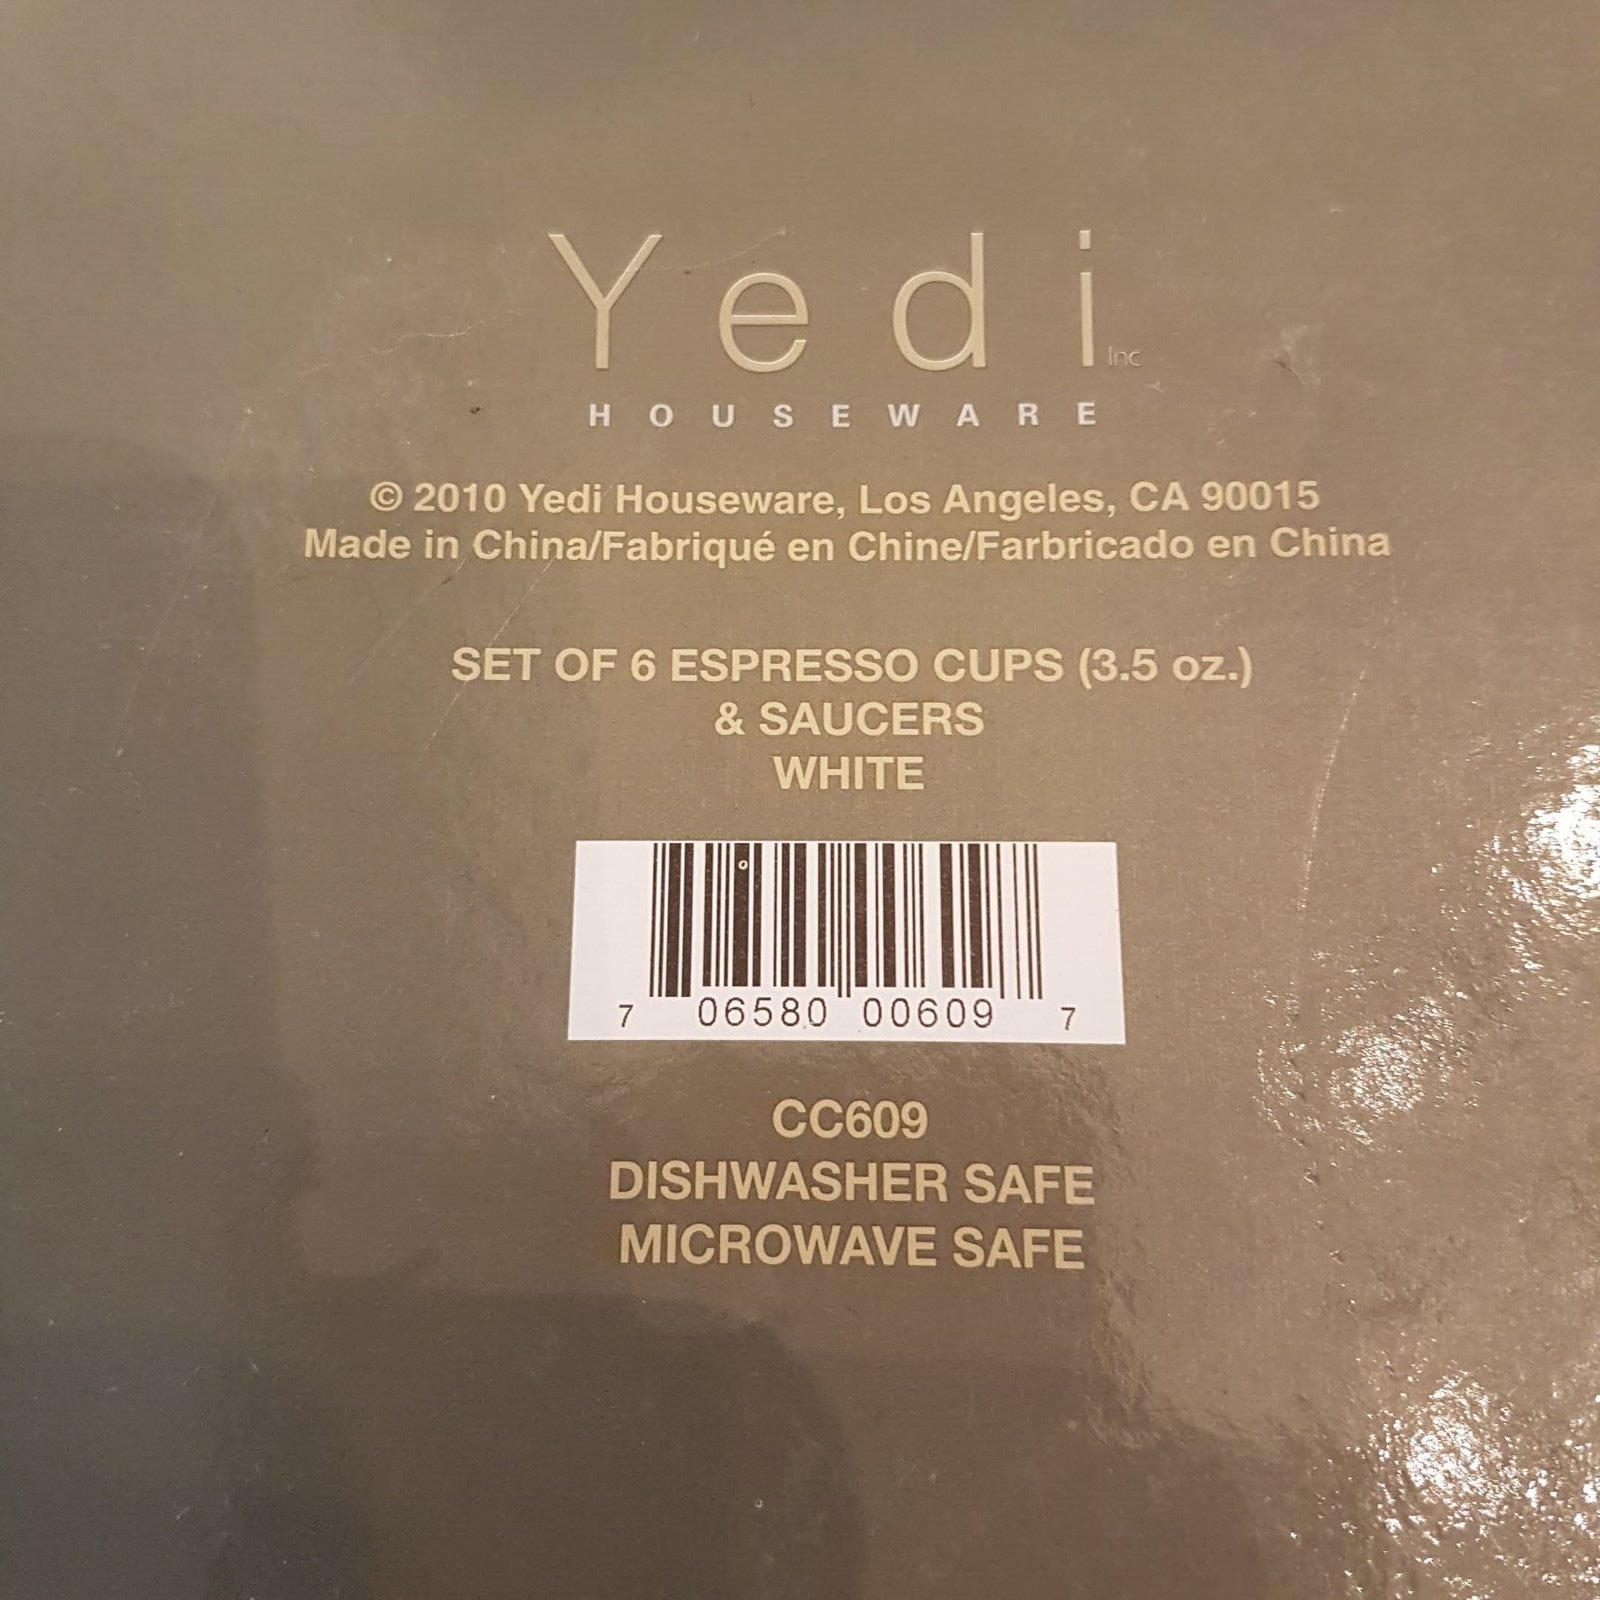 Yedi Inc
HOUSEWARE
© 2010 Yedi Houseware, Los Angeles, CA 90015
Made in China/Fabriqué en Chine/Farbricado en China
SET OF 6 ESPRESSO CUPS (3.5 oz.)
& SAUCERS
WHITE
7 06580 00609 7
CC609
DISHWASHER SAFE
MICROWAVE SAFE